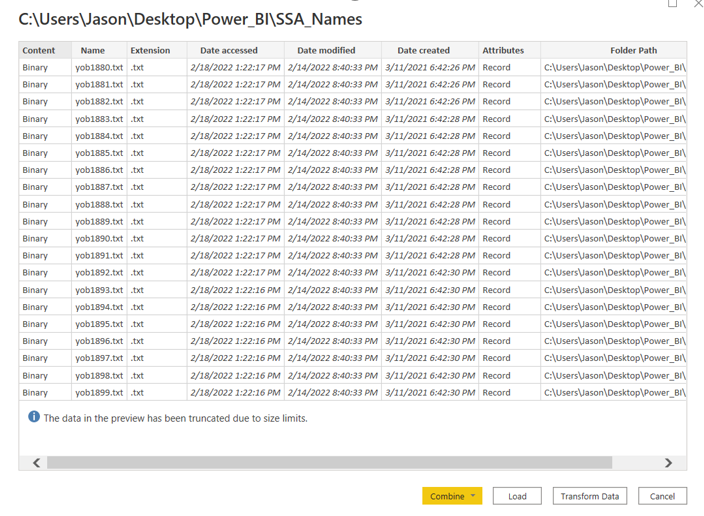 C:\Users\Jason\Desktop\Power_BI\SSA_Names
Content Name Extension Date accessed Date modified Date created Attributes Folder Path
Binary yob1880.txt .txt 2/18/2022 1:22:17 PM 2/14/2022 8:40:33 PM 3/11/2021 6:42:26 PM Record C:\Users\Jason\Desktop\Power_BI\
Binary yob1881.txt .txt 2/18/2022 1:22:17 PM 2/14/2022 8:40:33 PM 3/11/2021 6:42:26 PM Record C:\Users\Jason\Desktop\Power_BI\
Binary yob1882.txt .txt 2/18/2022 1:22:17 PM 2/14/2022 8:40:33 PM 3/11/2021 6:42:26 PM Record C:\Users\Jason\Desktop\Power_BI\
Binary yob1883.txt .txt 2/18/2022 1:22:17 PM 2/14/2022 8:40:33 PM 3/11/2021 6:42:28 PM Record C:\Users\Jason\Desktop\Power_BI\
Binary yob1884.txt .txt 2/18/2022 1:22:17 PM 2/14/2022 8:40:33 PM 3/11/2021 6:42:28 PM Record C:\Users\Jason\Desktop\Power_BI\
Binary yob1885.txt .txt 2/18/2022 1:22:17 PM 2/14/2022 8:40:33 PM 3/11/2021 6:42:28 PM Record C:\Users\Jason\Desktop\Power_BI\
Binary yob1886.txt .txt 2/18/2022 1:22:17 PM 2/14/2022 8:40:33 PM 3/11/2021 6:42:28 PM Record C:\Users\Jason\Desktop\Power_BI\
Binary yob1887.txt .txt 2/18/2022 1:22:17 PM 2/14/2022 8:40:33 PM 3/11/2021 6:42:28 PM Record C:\Users\Jason\Desktop\Power_BI\
Binary yob1888.txt .txt 2/18/2022 1:22:17 PM 2/14/2022 8:40:33 PM 3/11/2021 6:42:28 PM Record C:\Users\Jason\Desktop\Power_BI\
Binary yob1889.txt .txt 2/18/2022 1:22:17 PM 2/14/2022 8:40:33 PM 3/11/2021 6:42:28 PM Record C:\Users\Jason\Desktop\Power_BI\
Binary yob1890.txt .txt 2/18/2022 1:22:17 PM 2/14/2022 8:40:33 PM 3/11/2021 6:42:28 PM Record C:\Users\Jason\Desktop\Power_BI\
Binary yob1891.txt .txt 2/18/2022 1:22:17 PM 2/14/2022 8:40:33 PM 3/11/2021 6:42:28 PM Record C:\Users\Jason\Desktop\Power_BI\
Binary yob1892.txt .txt 2/18/2022 1:22:17 PM 2/14/2022 8:40:33 PM 3/11/2021 6:42:30 PM Record C:\Users\Jason\Desktop\Power_BI\
Binary yob1893.txt .txt 2/18/2022 1:22:16 PM 2/14/2022 8:40:33 PM 3/11/2021 6:42:30 PM Record C:\Users\Jason\Desktop\Power_BI\
Binary yob1894.txt .txt 2/18/2022 1:22:16 PM 2/14/2022 8:40:33 PM 3/11/2021 6:42:30 PM Record C:\Users\Jason\Desktop\Power_BI\
Binary yob1895.txt .txt 2/18/2022 1:22:16 PM 2/14/2022 8:40:33 PM 3/11/2021 6:42:30 PM Record C:\Users\Jason\Desktop\Power_BI\
Binary yob1896.txt .txt 2/18/2022 1:22:16 PM 2/14/2022 8:40:33 PM 3/11/2021 6:42:30 PM Record C:\Users\Jason\Desktop\Power_BI\
Binary yob1897.txt .txt 2/18/2022 1:22:16 PM 2/14/2022 8:40:33 PM 3/11/2021 6:42:30 PM Record C:\Users\Jason\Desktop\Power_BI\
Binary yob1898.txt .txt 2/18/2022 1:22:16 PM 2/14/2022 8:40:33 PM 3/11/2021 6:42:30 PM Record C:\Users\Jason\Desktop\Power_BI\
Binary yob1899.txt .txt 2/18/2022 1:22:16 PM 2/14/2022 8:40:33 PM 3/11/2021 6:42:30 PM Record C:\Users\Jason\Desktop\Power_BI\
The data in the preview has been truncated due to size limits.
Combine Load Transform Data Cancel